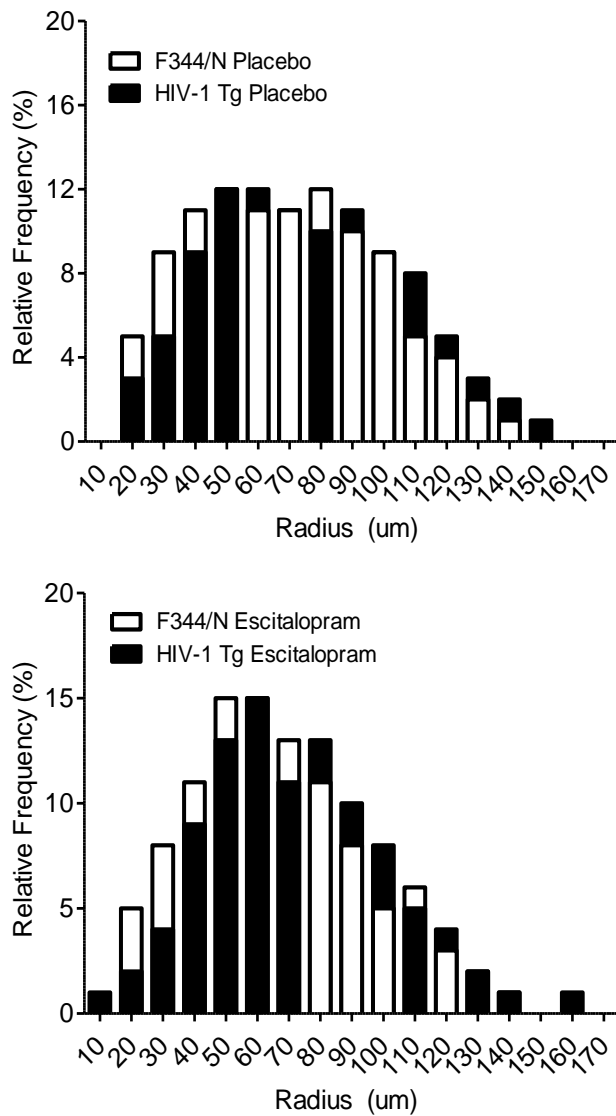 20
16
12
8
4
0
Relative Frequency (%)
F344/N Placebo
HIV-1 Tg Placebo
10 20 30 40 50 60 70 80 90 100 110 120 130 140 150 160 170
Radius (um)
20
15
10
5
0
Relative Frequency (%)
F344/N Escitalopram
HIV-1 Tg Escitalopram
10 20 30 40 50 60 70 80 90 100 110 120 130 140 150 160 170
Radius (um)